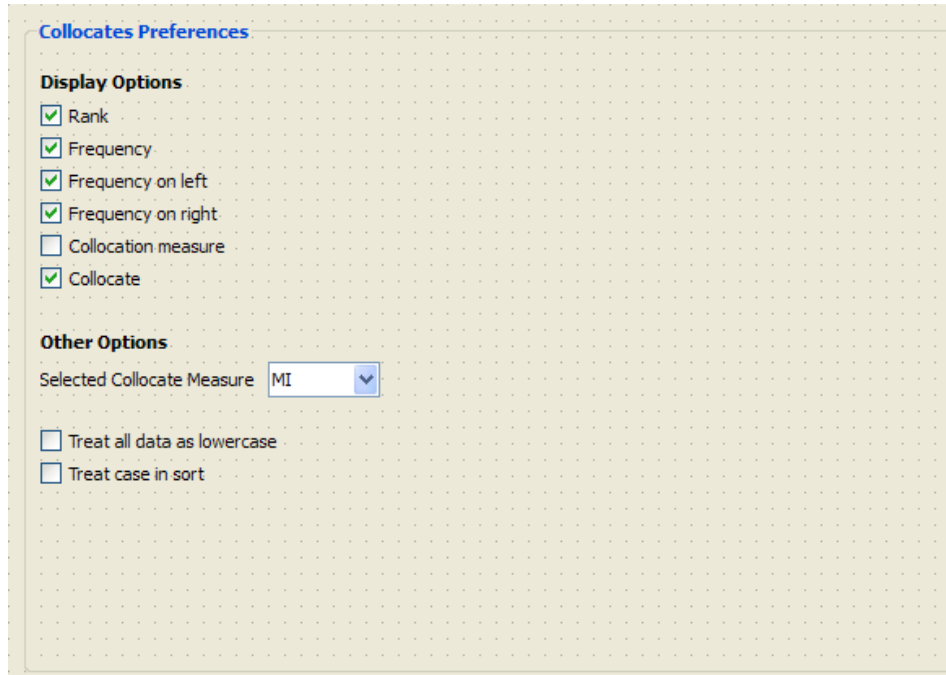 Collocates Preferences
Display Options
Rank
Frequency
Frequency on left
Frequency on right
Collocation measure
Collocate
Other Options
Selected Collocate Measure MI
Treat all data as lowercase
Treat case in sort